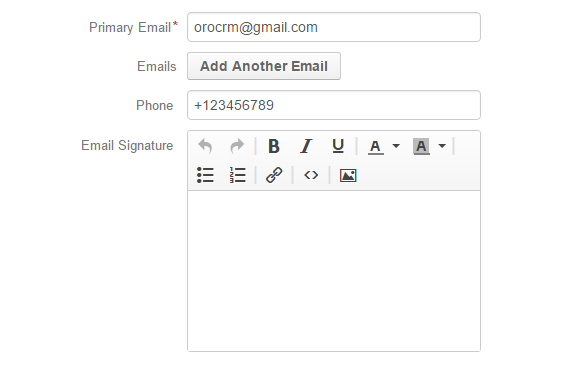 Primary Email* orocrm@gmail.com
Emails Add Another Email
Phone +123456789
Email Signature B I U A A